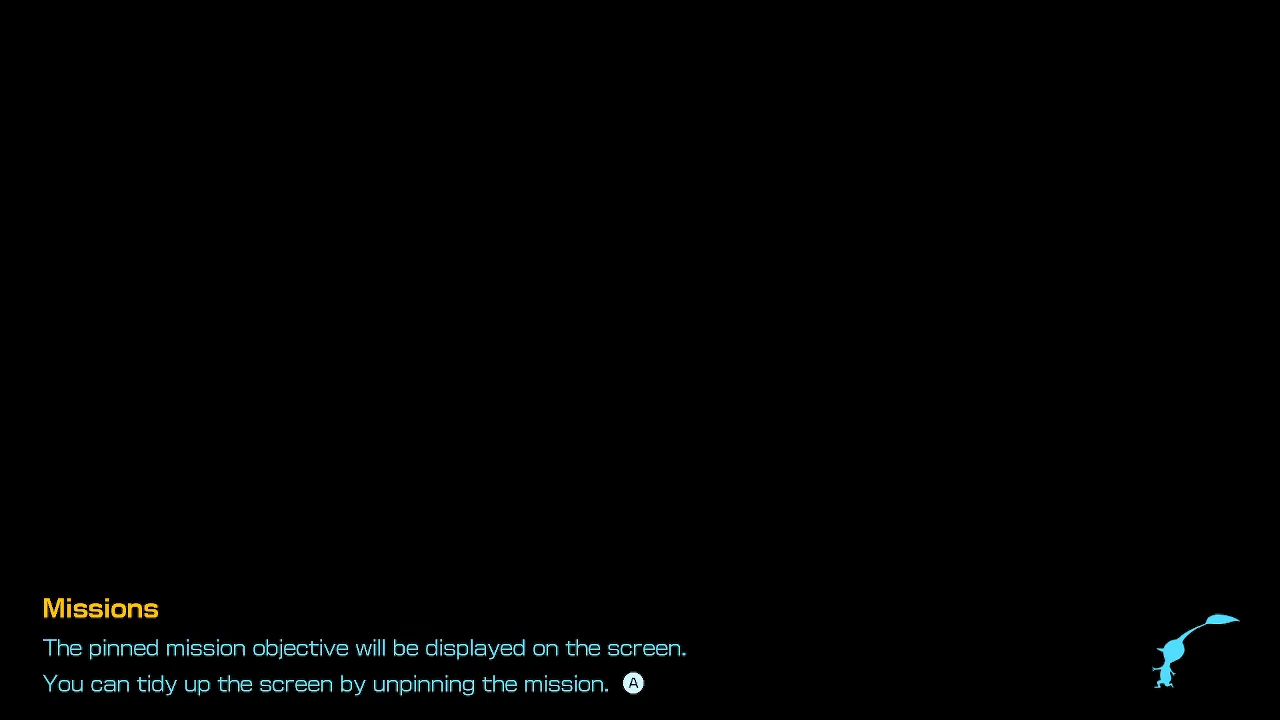 Missions
The pinned mission objective will be displayed on the screen.
You can tidy up the screen by unpinning the mission. A